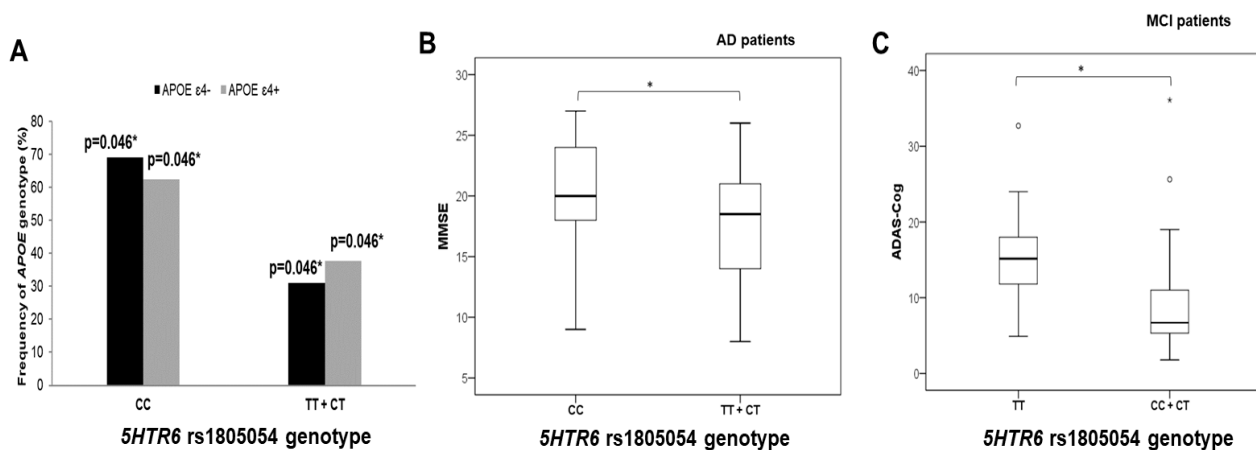 A
APOE ε4- APOE ε4+
Frequency of APOE genotype (%)
80
70
60
50
40
30
20
10
0
p=0.046*
p=0.046*
p=0.046*
p=0.046*
CC
TT + CT
5HTR6 rs1805054 genotype
B
AD patients
MMSE
30
25
20
15
10
5
*
CC
TT + CT
5HTR6 rs1805054 genotype
MCI patients
C
ADAS-Cog
40
30
20
10
0
*
*
TT
CC + CT
5HTR6 rs1805054 genotype